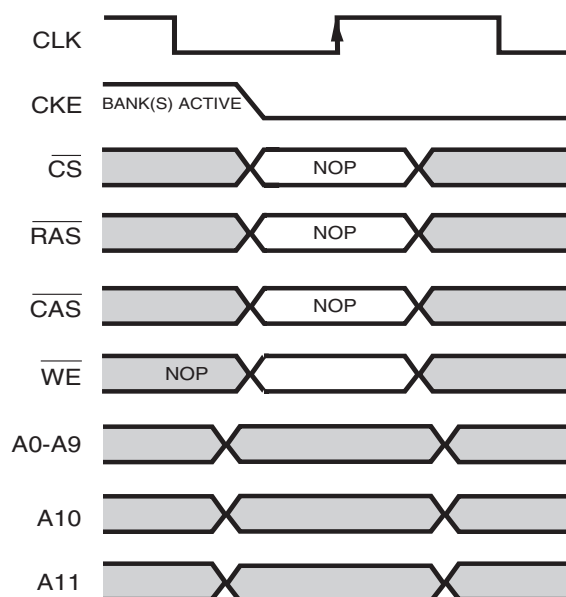 CLK
CKE BANK(S) ACTIVE
CS NOP
RAS NOP
CAS NOP
WE NOP
A0-A9
A10
A11